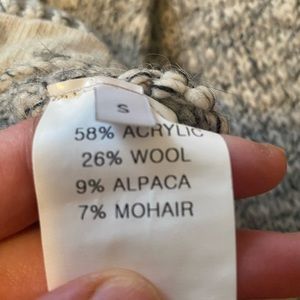 S
58% ACRYLIC
26% WOOL
9% ALPACA
7% MOHAIR